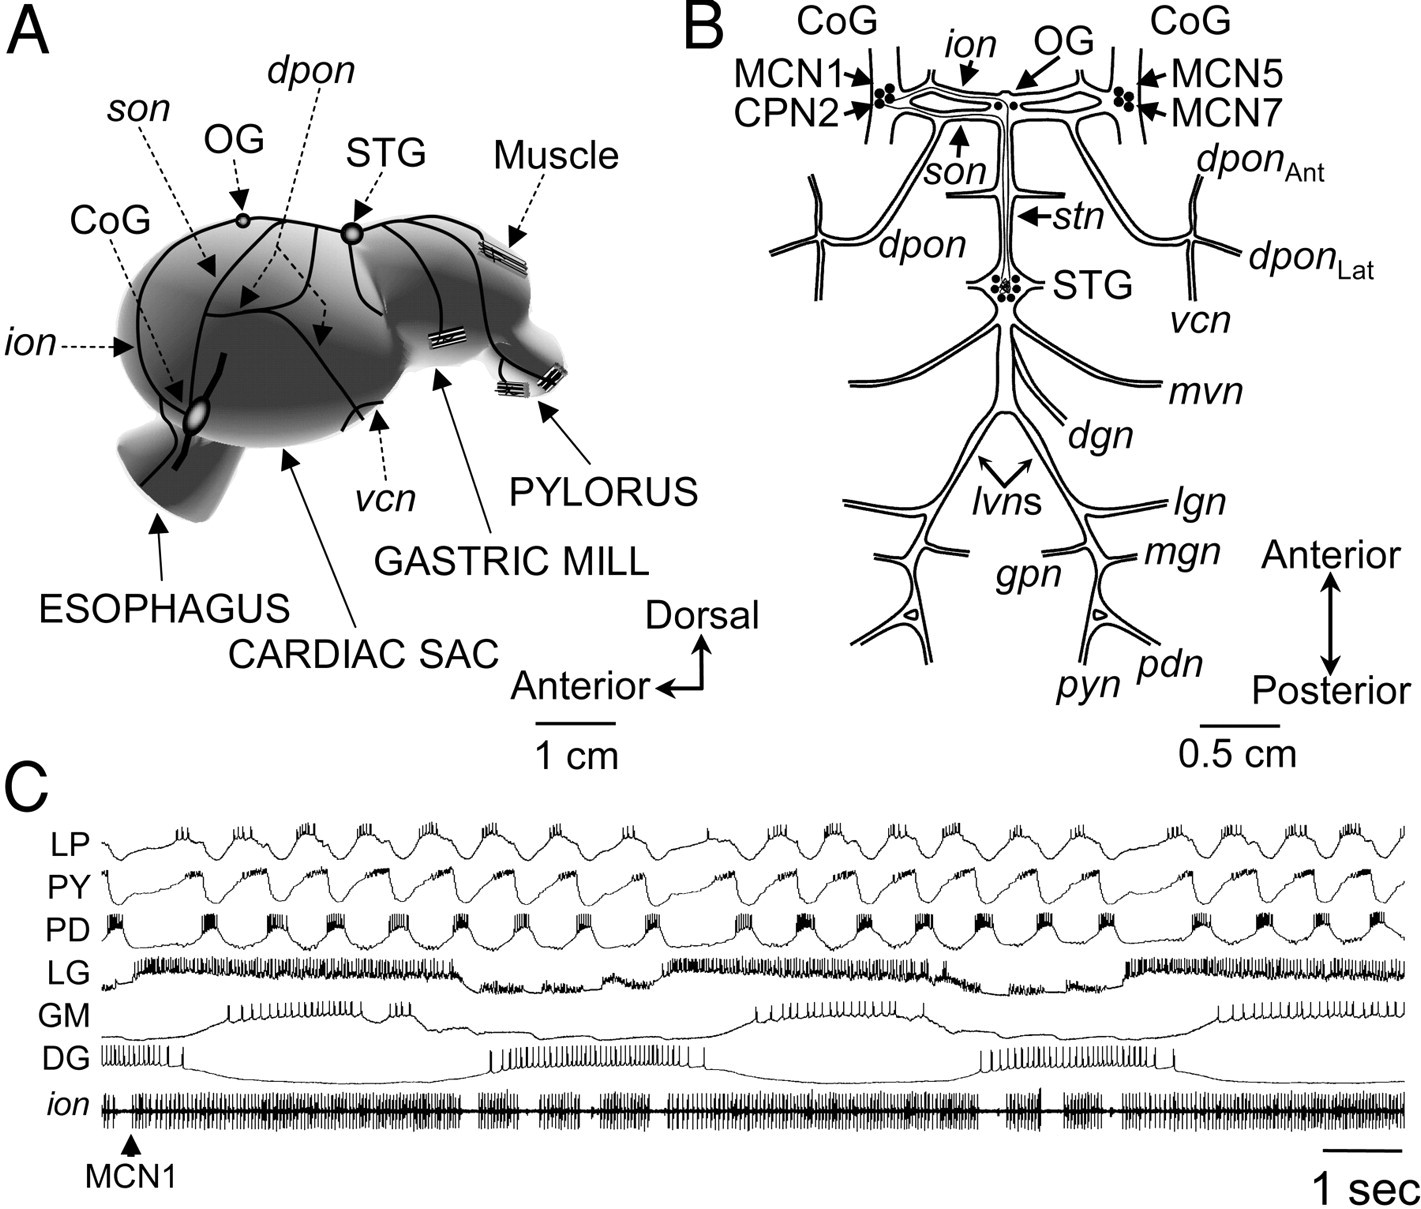 A
dpon
son
OG
STG
Muscle
CoG
ion
vcn
PYLORUS
GASTRIC MILL
ESOPHAGUS
CARDIAC SAC
Dorsal
Anterior
1 cm
B
CoG
CoG
ion
OG
MCN1
MCN5
CPN2
MCN7
son
dponAnt
stn
dpon
dponLat
STG
vcn
mvn
dgn
lvns
lgn
mgn
gpn
Anterior
pdn
pyn
Posterior
0.5 cm
C
LP
PY
PD
LG
GM
DG
ion
MCN1
1 sec